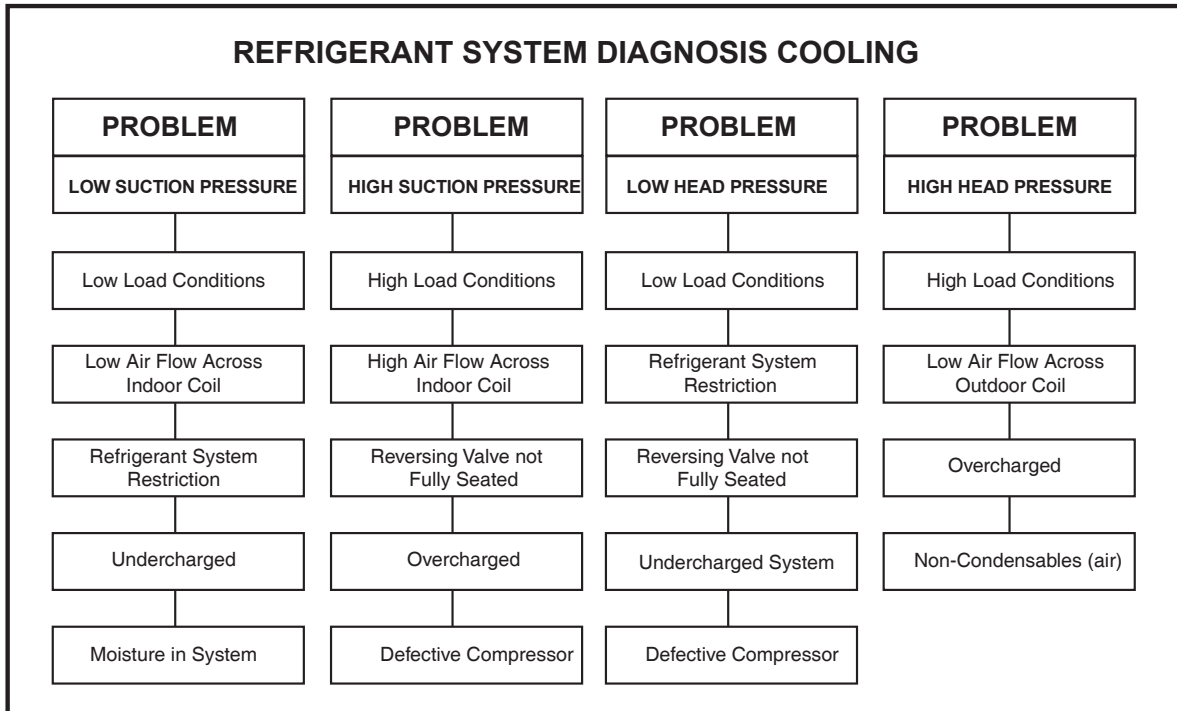 REFRIGERANT SYSTEM DIAGNOSIS COOLING
PROBLEM
LOW SUCTION PRESSURE
Low Load Conditions
Low Air Flow Across
Indoor Coil
Refrigerant System
Restriction
Undercharged
Moisture in System
PROBLEM
HIGH SUCTION PRESSURE
High Load Conditions
High Air Flow Across
Indoor Coil
Reversing Valve not
Fully Seated
Overcharged
Defective Compressor
PROBLEM
LOW HEAD PRESSURE
Low Load Conditions
Refrigerant System
Restriction
Reversing Valve not
Fully Seated
Undercharged System
Defective Compressor
PROBLEM
HIGH HEAD PRESSURE
High Load Conditions
Low Air Flow Across
Outdoor Coil
Overcharged
Non-Condensables (air)